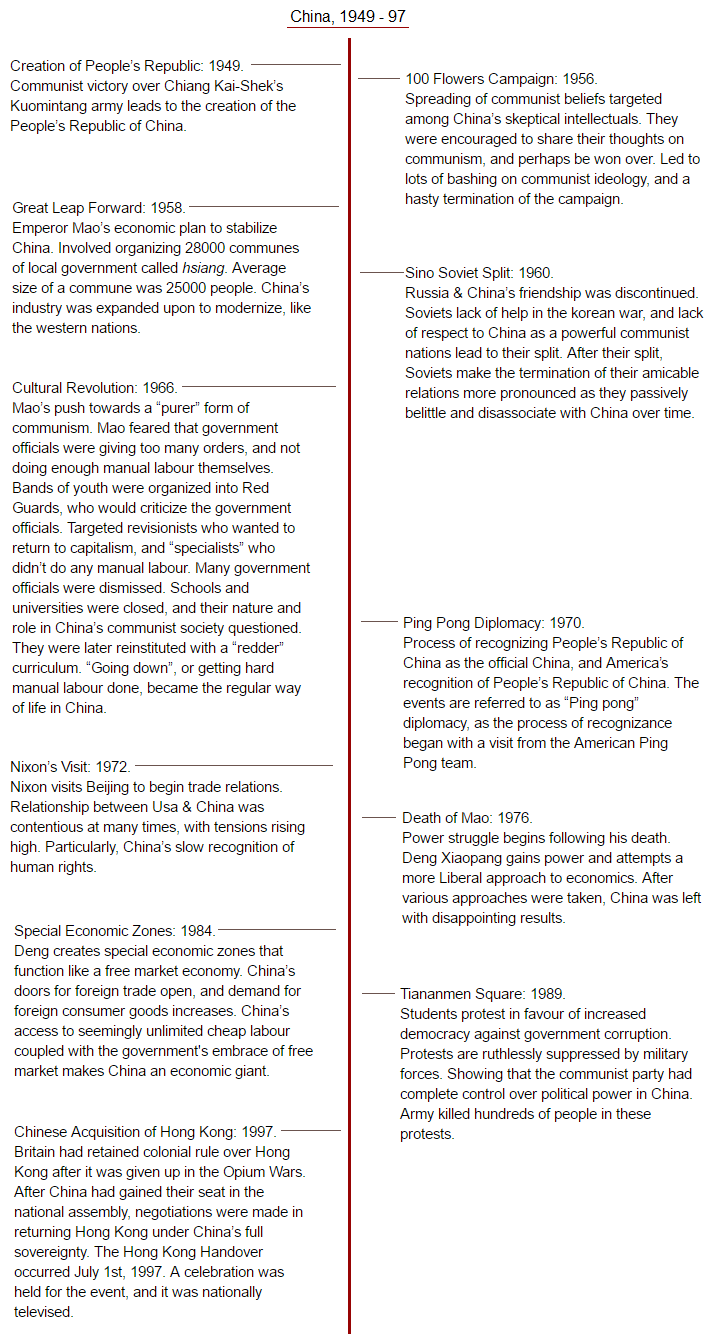 China, 1949 - 97
Creation of People's Republic: 1949.
Communist victory over Chiang Kai-Shek's
Kuomintang army leads to the creation of the
People's Republic of China.
100 Flowers Campaign: 1956.
Spreading of communist beliefs targeted
among China's skeptical intellectuals. They
were encouraged to share their thoughts on
communism, and perhaps be won over. Led to
lots of bashing on communist ideology, and a
hasty termination of the campaign.
Great Leap Forward: 1958.
Emperor Mao's economic plan to stabilize
China. Involved organizing 28000 communes
of local government called hsiang. Average
size of a commune was 25000 people. China's
industry was expanded upon to modernize, like
the western nations.
Sino Soviet Split: 1960.
Russia & China's friendship was discontinued.
Soviets lack of help in the korean war, and lack
of respect to China as a powerful communist
nations lead to their split. After their split,
Soviets make the termination of their amicable
relations more pronounced as they passively
belittle and disassociate with China over time.
Cultural Revolution: 1966.
Mao's push towards a “purer” form of
communism. Mao feared that government
officials were giving too many orders, and not
doing enough manual labour themselves.
Bands of youth were organized into Red
Guards, who would criticize the government
officials. Targeted revisionists who wanted to
return to capitalism, and “specialists” who
didn't do any manual labour. Many government
officials were dismissed. Schools and
universities were closed, and their nature and
role in China's communist society questioned.
They were later reinstituted with a “redder”
curriculum. “Going down”, or getting hard
manual labour done, became the regular way
of life in China.
Ping Pong Diplomacy: 1970.
Process of recognizing People's Republic of
China as the official China, and America's
recognition of People's Republic of China. The
events are referred to as “Ping pong”
diplomacy, as the process of recognizance
began with a visit from the American Ping
Pong team.
Nixon's Visit: 1972.
Nixon visits Beijing to begin trade relations.
Relationship between Usa & China was
contentious at many times, with tensions rising
high. Particularly, China's slow recognition of
human rights.
Death of Mao: 1976.
Power struggle begins following his death.
Deng Xiaopang gains power and attempts a
more Liberal approach to economics. After
various approaches were taken, China was left
with disappointing results.
Special Economic Zones: 1984.
Deng creates special economic zones that
function like a free market economy. China's
doors for foreign trade open, and demand for
foreign consumer goods increases. China's
access to seemingly unlimited cheap labour
coupled with the government's embrace of free
market makes China an economic giant.
Tiananmen Square: 1989.
Students protest in favour of increased
democracy against government corruption.
Protests are ruthlessly suppressed by military
forces. Showing that the communist party had
complete control over political power in China.
Army killed hundreds of people in these
protests.
Chinese Acquisition of Hong Kong: 1997.
Britain had retained colonial rule over Hong
Kong after it was given up in the Opium Wars.
After China had gained their seat in the
national assembly, negotiations were made in
returning Hong Kong under China's full
sovereignty. The Hong Kong Handover
occurred July 1st, 1997. A celebration was
held for the event, and it was nationally
televised.